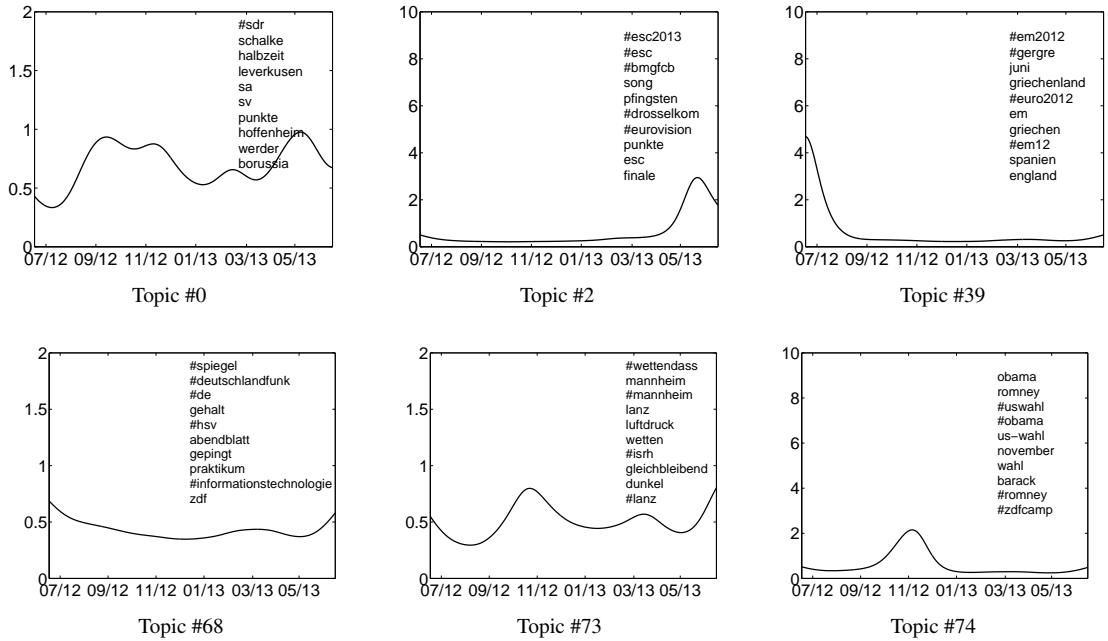 2
1.5
1
0.5
0
#sdr
schalke
halbzeit
leverkusen
sa
sv
punkte
hoffenheim
werder
borussia
07/12 09/12 11/12 01/13 03/13 05/13
Topic #0
10
8
6
4
2
0
#esc2013
#esc
#bmgfcb
song
pfingsten
#drosselkom
#eurovision
punkte
esc
finale
07/12 09/12 11/12 01/13 03/13 05/13
Topic #2
10
8
6
4
2
0
#em2012
#gergre
juni
griechenland
#euro2012
em
griechen
#em12
spanien
england
07/12 09/12 11/12 01/13 03/13 05/13
Topic #39
2
1.5
1
0.5
0
#spiegel
#deutschlandfunk
#de
gehalt
#hsv
abendblatt
gepingt
praktikum
#informationstechnologie
zdf
07/12 09/12 11/12 01/13 03/13 05/13
Topic #68
2
1.5
1
0.5
0
#wettendass
mannheim
#mannheim
lanz
luftdruck
wetten
#isrh
gleichbleibend
dunkel
#lanz
07/12 09/12 11/12 01/13 03/13 05/13
Topic #73
10
8
6
4
2
0
obama
romney
#uswahl
#obama
us−wahl
november
wahl
barack
#romney
#zdfcamp
07/12 09/12 11/12 01/13 03/13 05/13
Topic #74